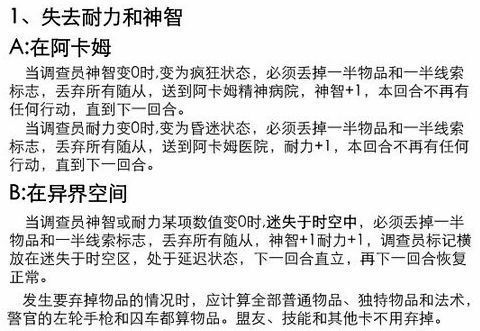 1、失去耐力和神智
A:在阿卡姆
当调查员神智变0时,变为疯狂状态，必须丢掉一半物品和一半线索
标志，丢弃所有随从，送到阿卡姆精神病院，神智+1，本回合不再有
任何行动，直到下一回合。
当调查员耐力变0时,变为昏迷状态，必须丢掉一半物品和一半线索
标志，丢弃所有随从，送到阿卡姆医院，耐力+1，本回合不再有任何
行动，直到下一回合。
B:在异界空间
当调查员神智或耐力某项数值变0时,迷失于时空中，必须丢掉一半
物品和一半线索标志，丢弃所有随从，神智+1耐力+1，调查员标记横
放在迷失于时空区，处于延迟状态，下一回合直立，再下一回合恢复
正常。
发生要弃掉物品的情况时，应计算全部普通物品、独特物品和法术，
警官的左轮手枪和囚车都算物品。盟友、技能和其他卡不用弃掉。